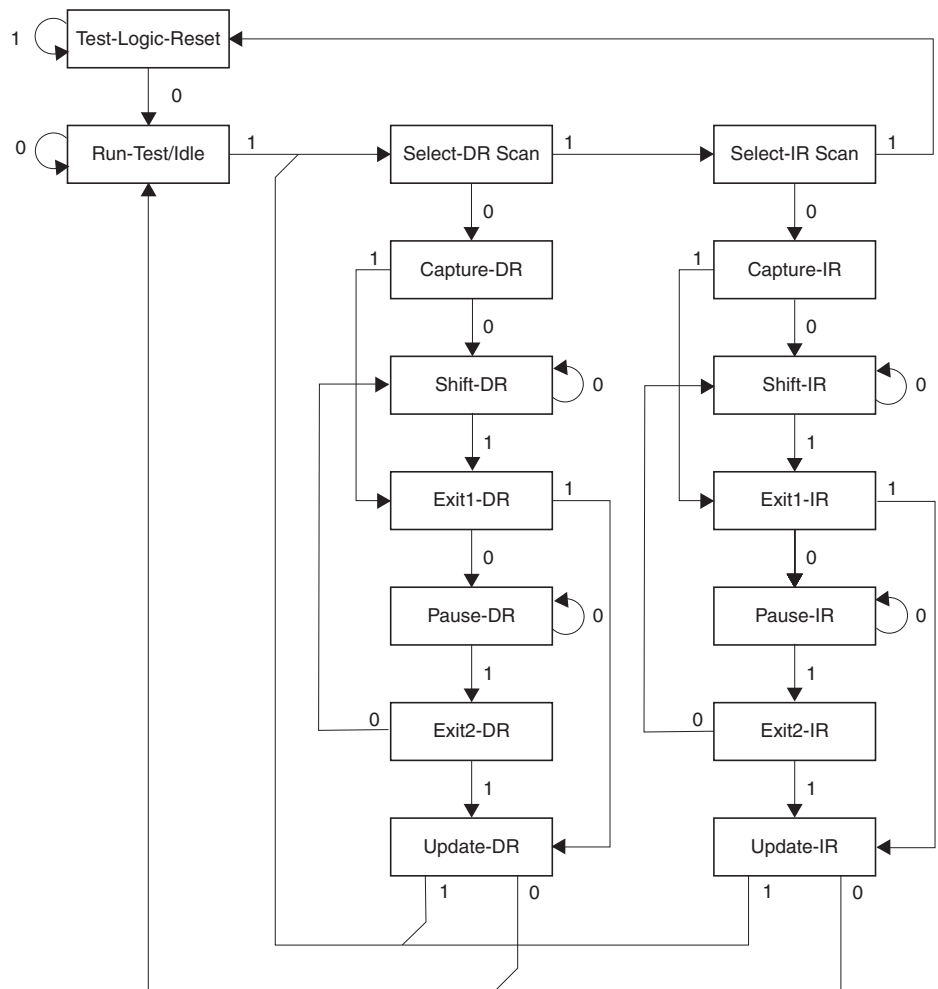 Test-Logic-Reset
1
0
Run-Test/Idle
0
1
Select-DR Scan
1
Select-IR Scan
1
0
0
1
Capture-DR
1
Capture-IR
0
0
Shift-DR
0
Shift-IR
0
1
1
Exit1-DR
1
Exit1-IR
1
0
0
Pause-DR
0
Pause-IR
0
1
1
0
Exit2-DR
0
Exit2-IR
1
1
Update-DR
Update-IR
1
0
1
0